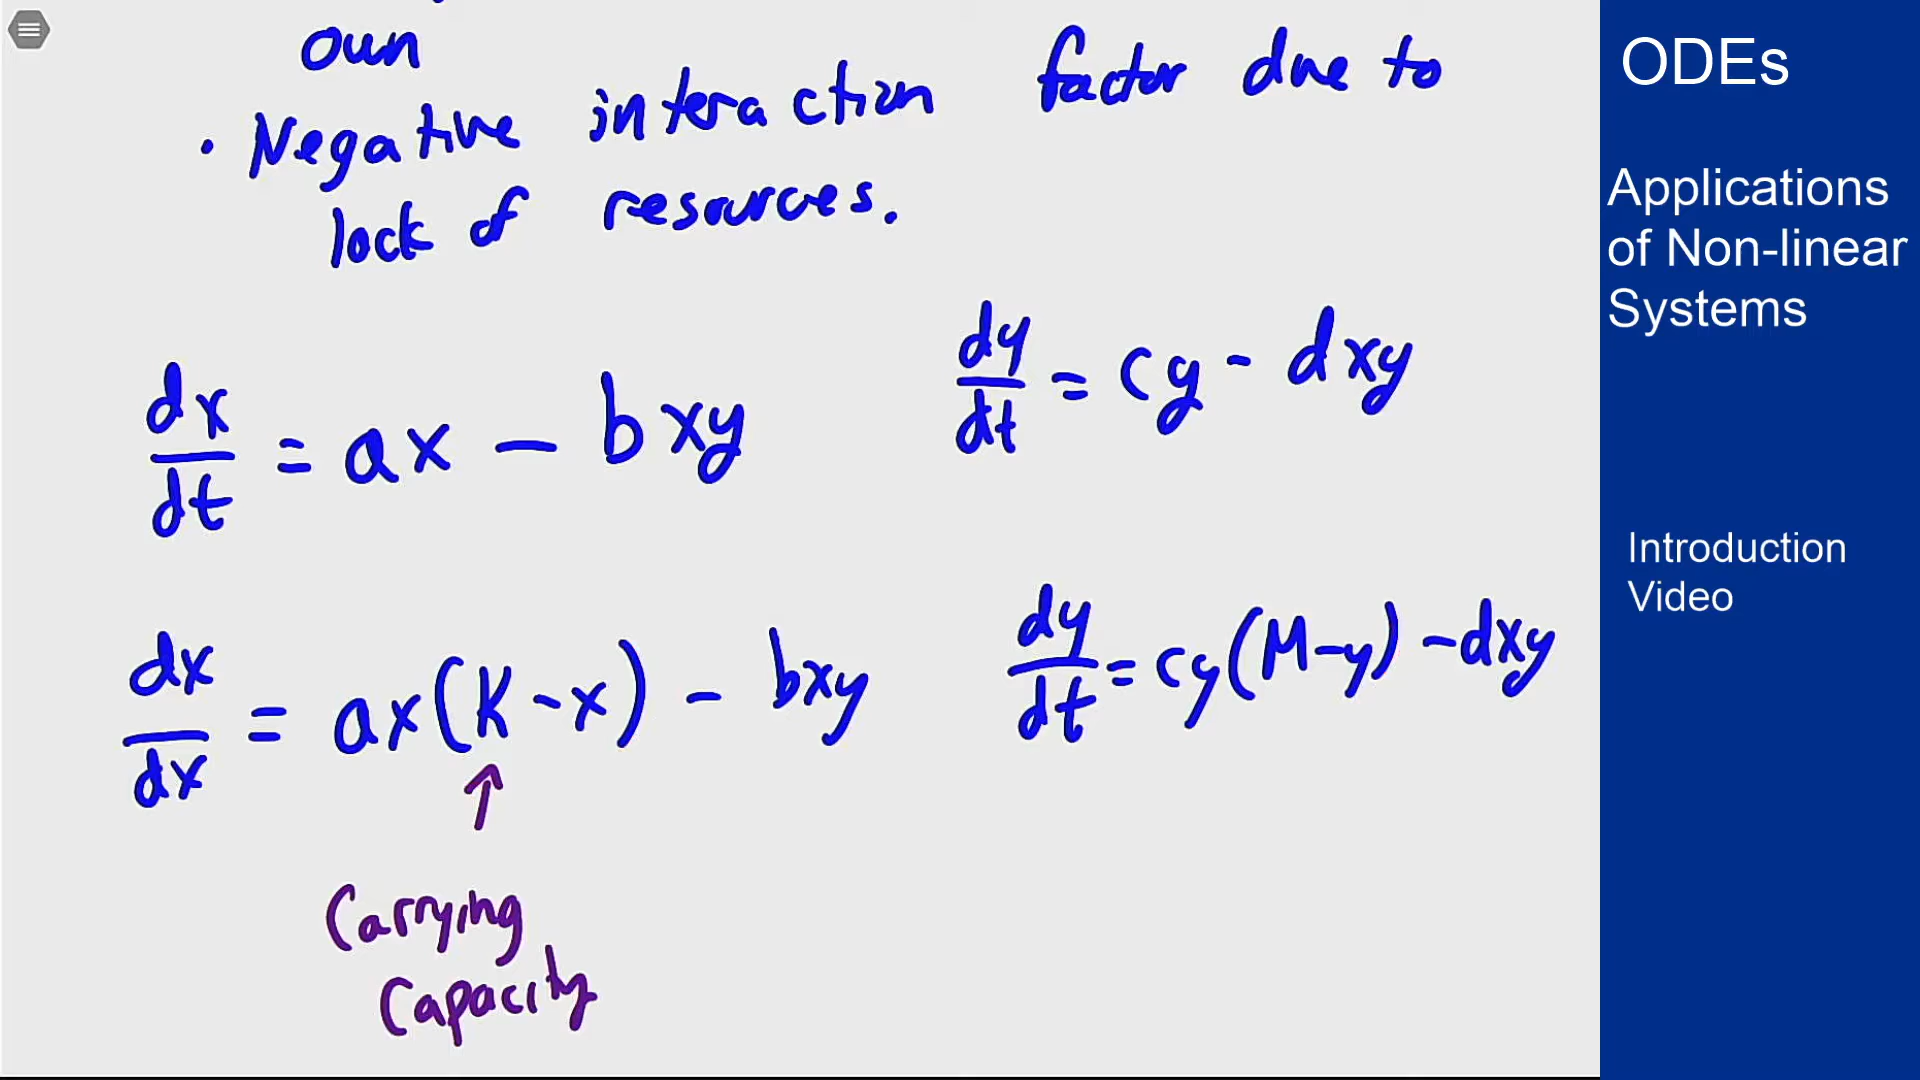 own
· Negative interaction factor due to
lack of resources.
dx/dt = ax - bxy
dy/dt = cy - dxy
dx/dx = ax(K-x) - bxy
dy/dt = cy(M-y) - dxy
↑
Carrying
Capacity
ODEs
Applications
of Non-linear
Systems
Introduction
Video